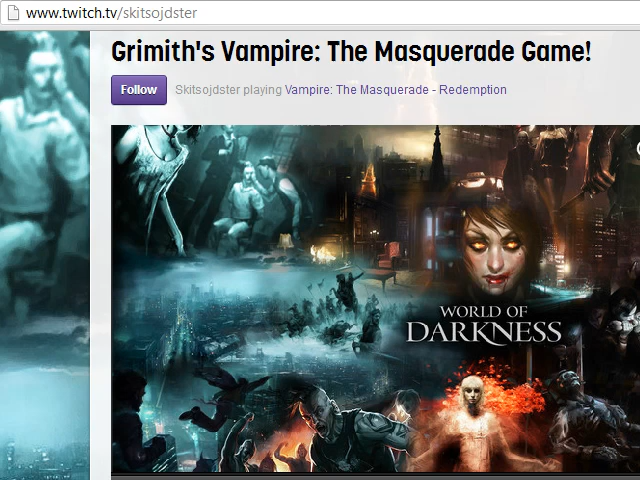 www.twitch.tv/skitsojdster
Grimith's Vampire: The Masquerade Game!
Follow Skitsojdster playing Vampire: The Masquerade - Redemption
WORLD OF
DARKNESS